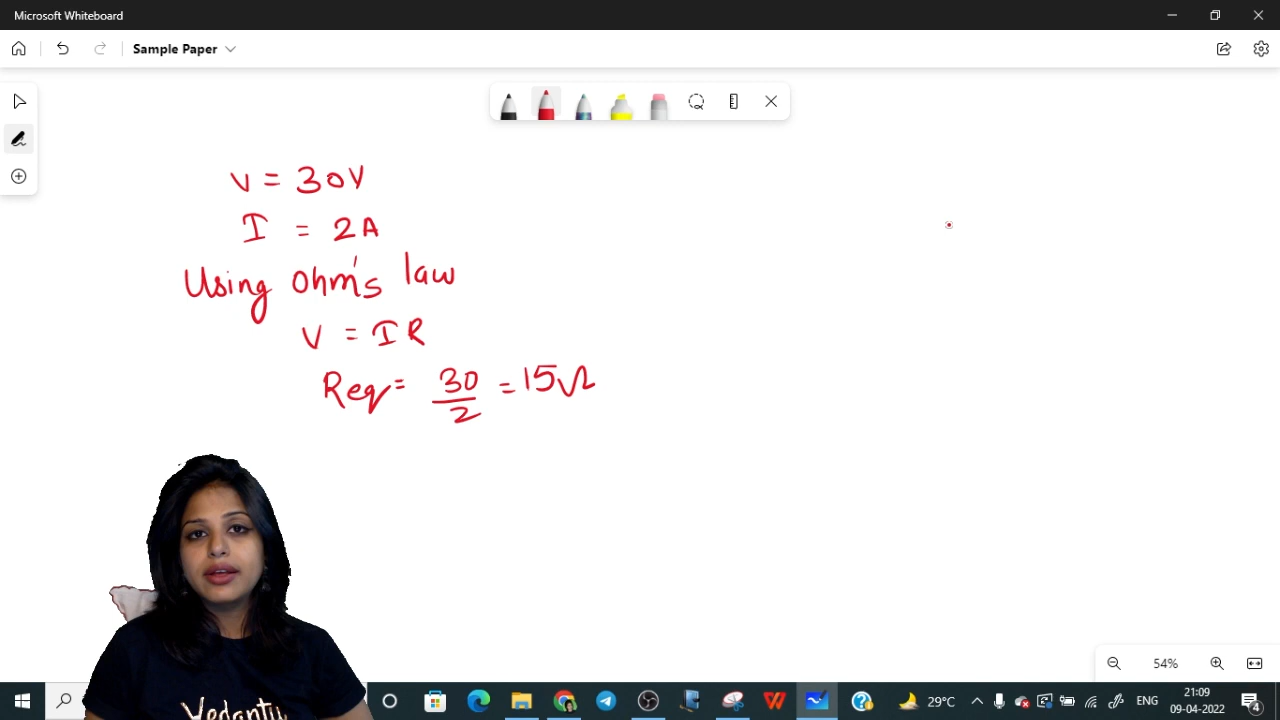 Microsoft Whiteboard
Sample Paper
V = 30V
I = 2A
Using Ohm's law
V = IR
Req = 30/2 = 15Ω
Vedantu
54%
29°C
ENG
21:09
09-04-2022
4